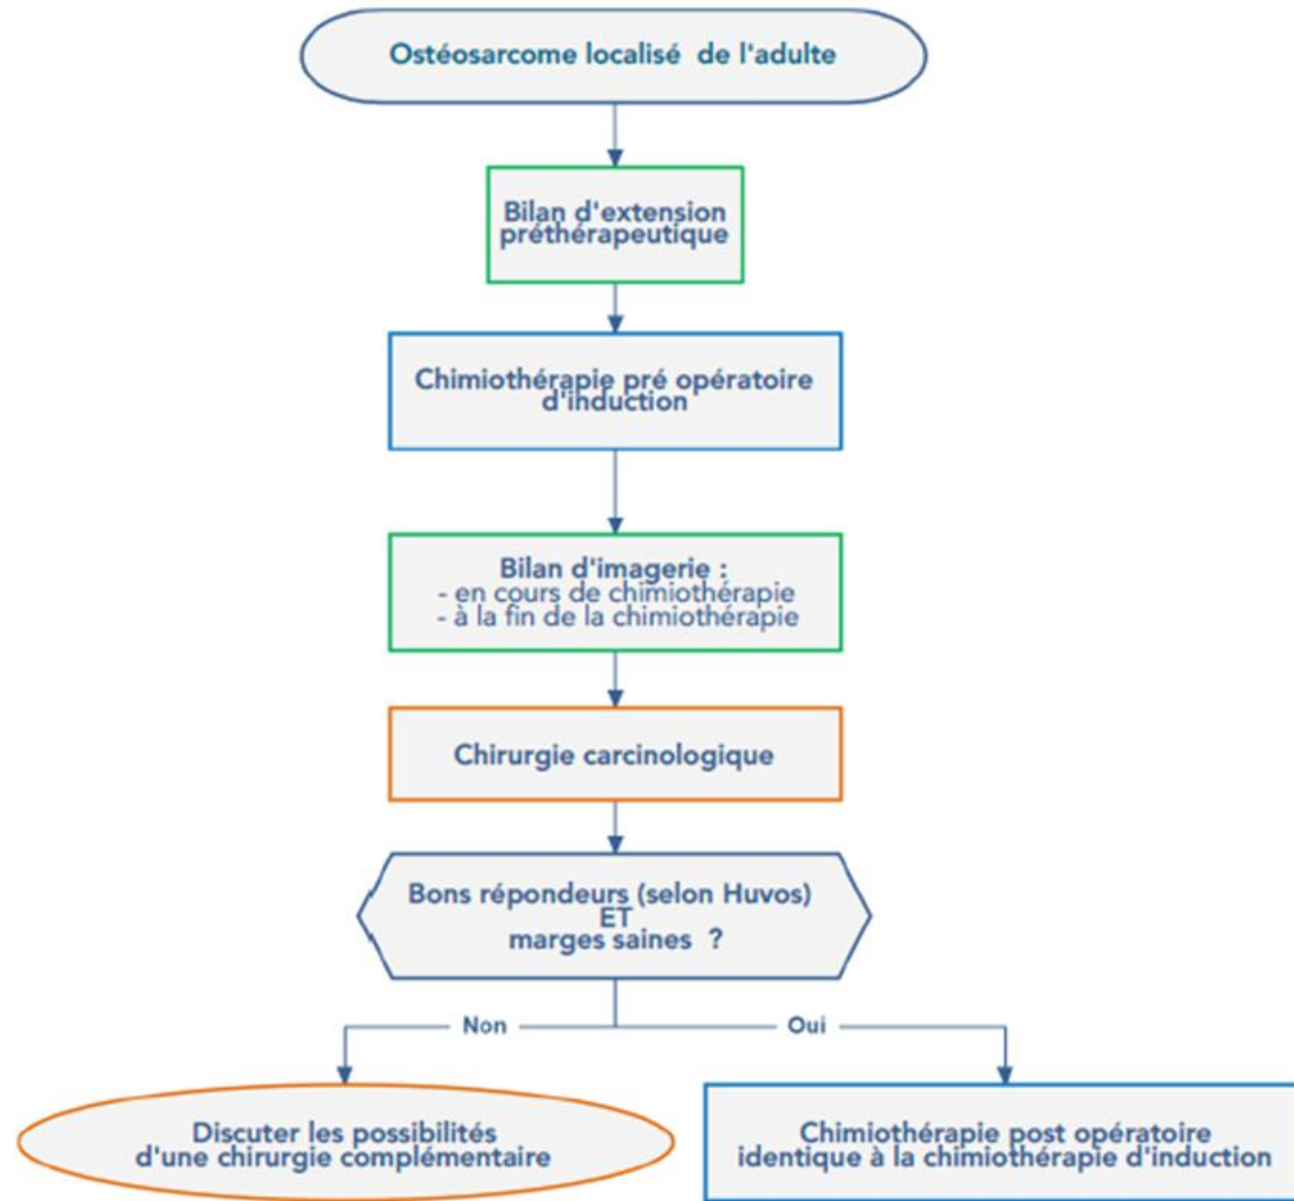 Ostéosarcome localisé de l'adulte
Bilan d'extension
préthérapeutique
Chimiothérapie pré opératoire
d'induction
Bilan d'imagerie :
- en cours de chimiothérapie
- à la fin de la chimiothérapie
Chirurgie carcinologique
Bons répondeurs (selon Huvos)
ET
marges saines ?
Non
Oui
Discuter les possibilités
d'une chirurgie complémentaire
Chimiothérapie post opératoire
identique à la chimiothérapie d'induction